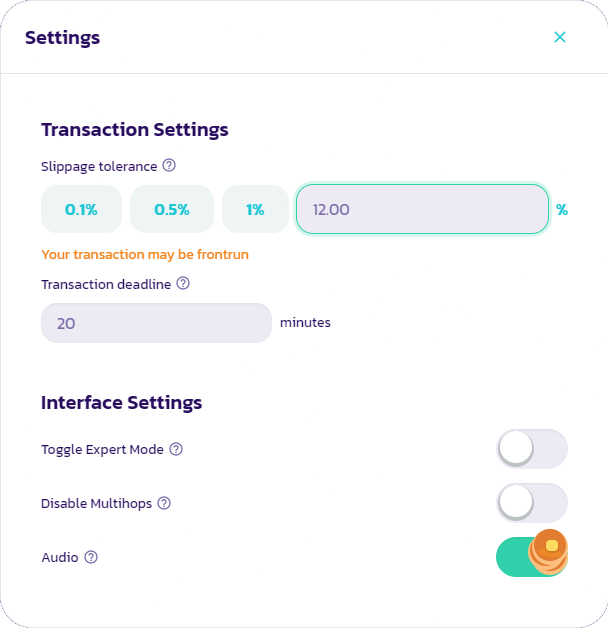 Settings
Transaction Settings
Slippage tolerance
0.1% 0.5% 1% 12.00 %
Your transaction may be frontrun
Transaction deadline
20 minutes
Interface Settings
Toggle Expert Mode
Disable Multihops
Audio